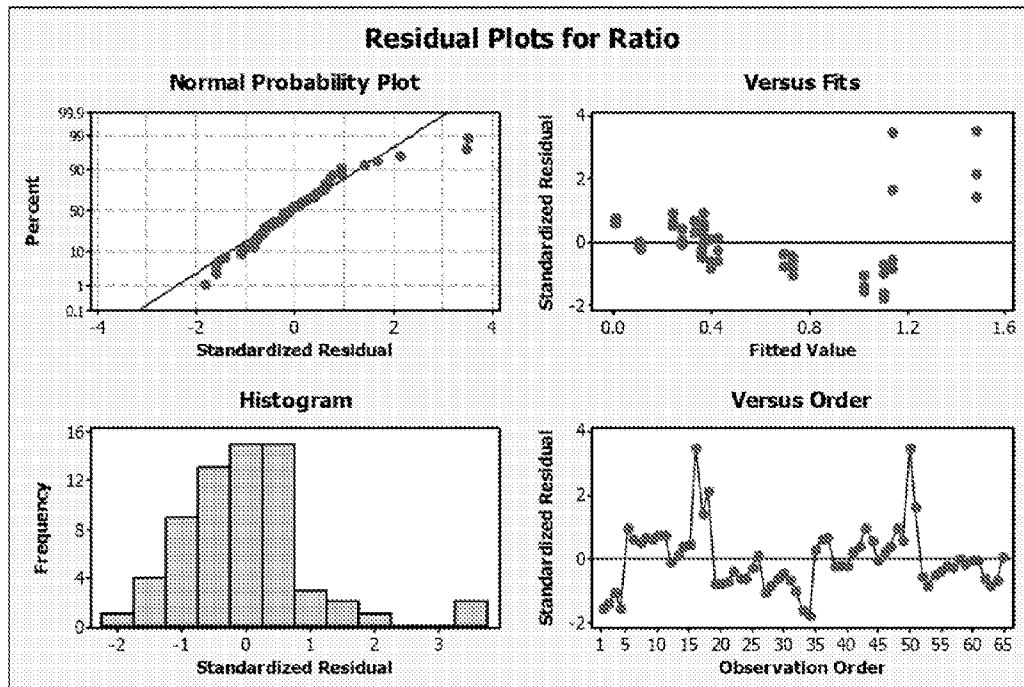 Residual Plots for Ratio
Normal Probability Plot
99.9
99
90
50
10
1
0.1
Percent
-4 -2 0 2 4
Standardized Residual
Versus Fits
4
2
0
-2
Standardized Residual
0.0 0.4 0.8 1.2 1.6
Fitted Value
Histogram
16
12
8
4
0
Frequency
-2 -1 0 1 2 3
Standardized Residual
Versus Order
4
2
0
-2
Standardized Residual
1 5 10 15 20 25 30 35 40 45 50 55 60 65
Observation Order